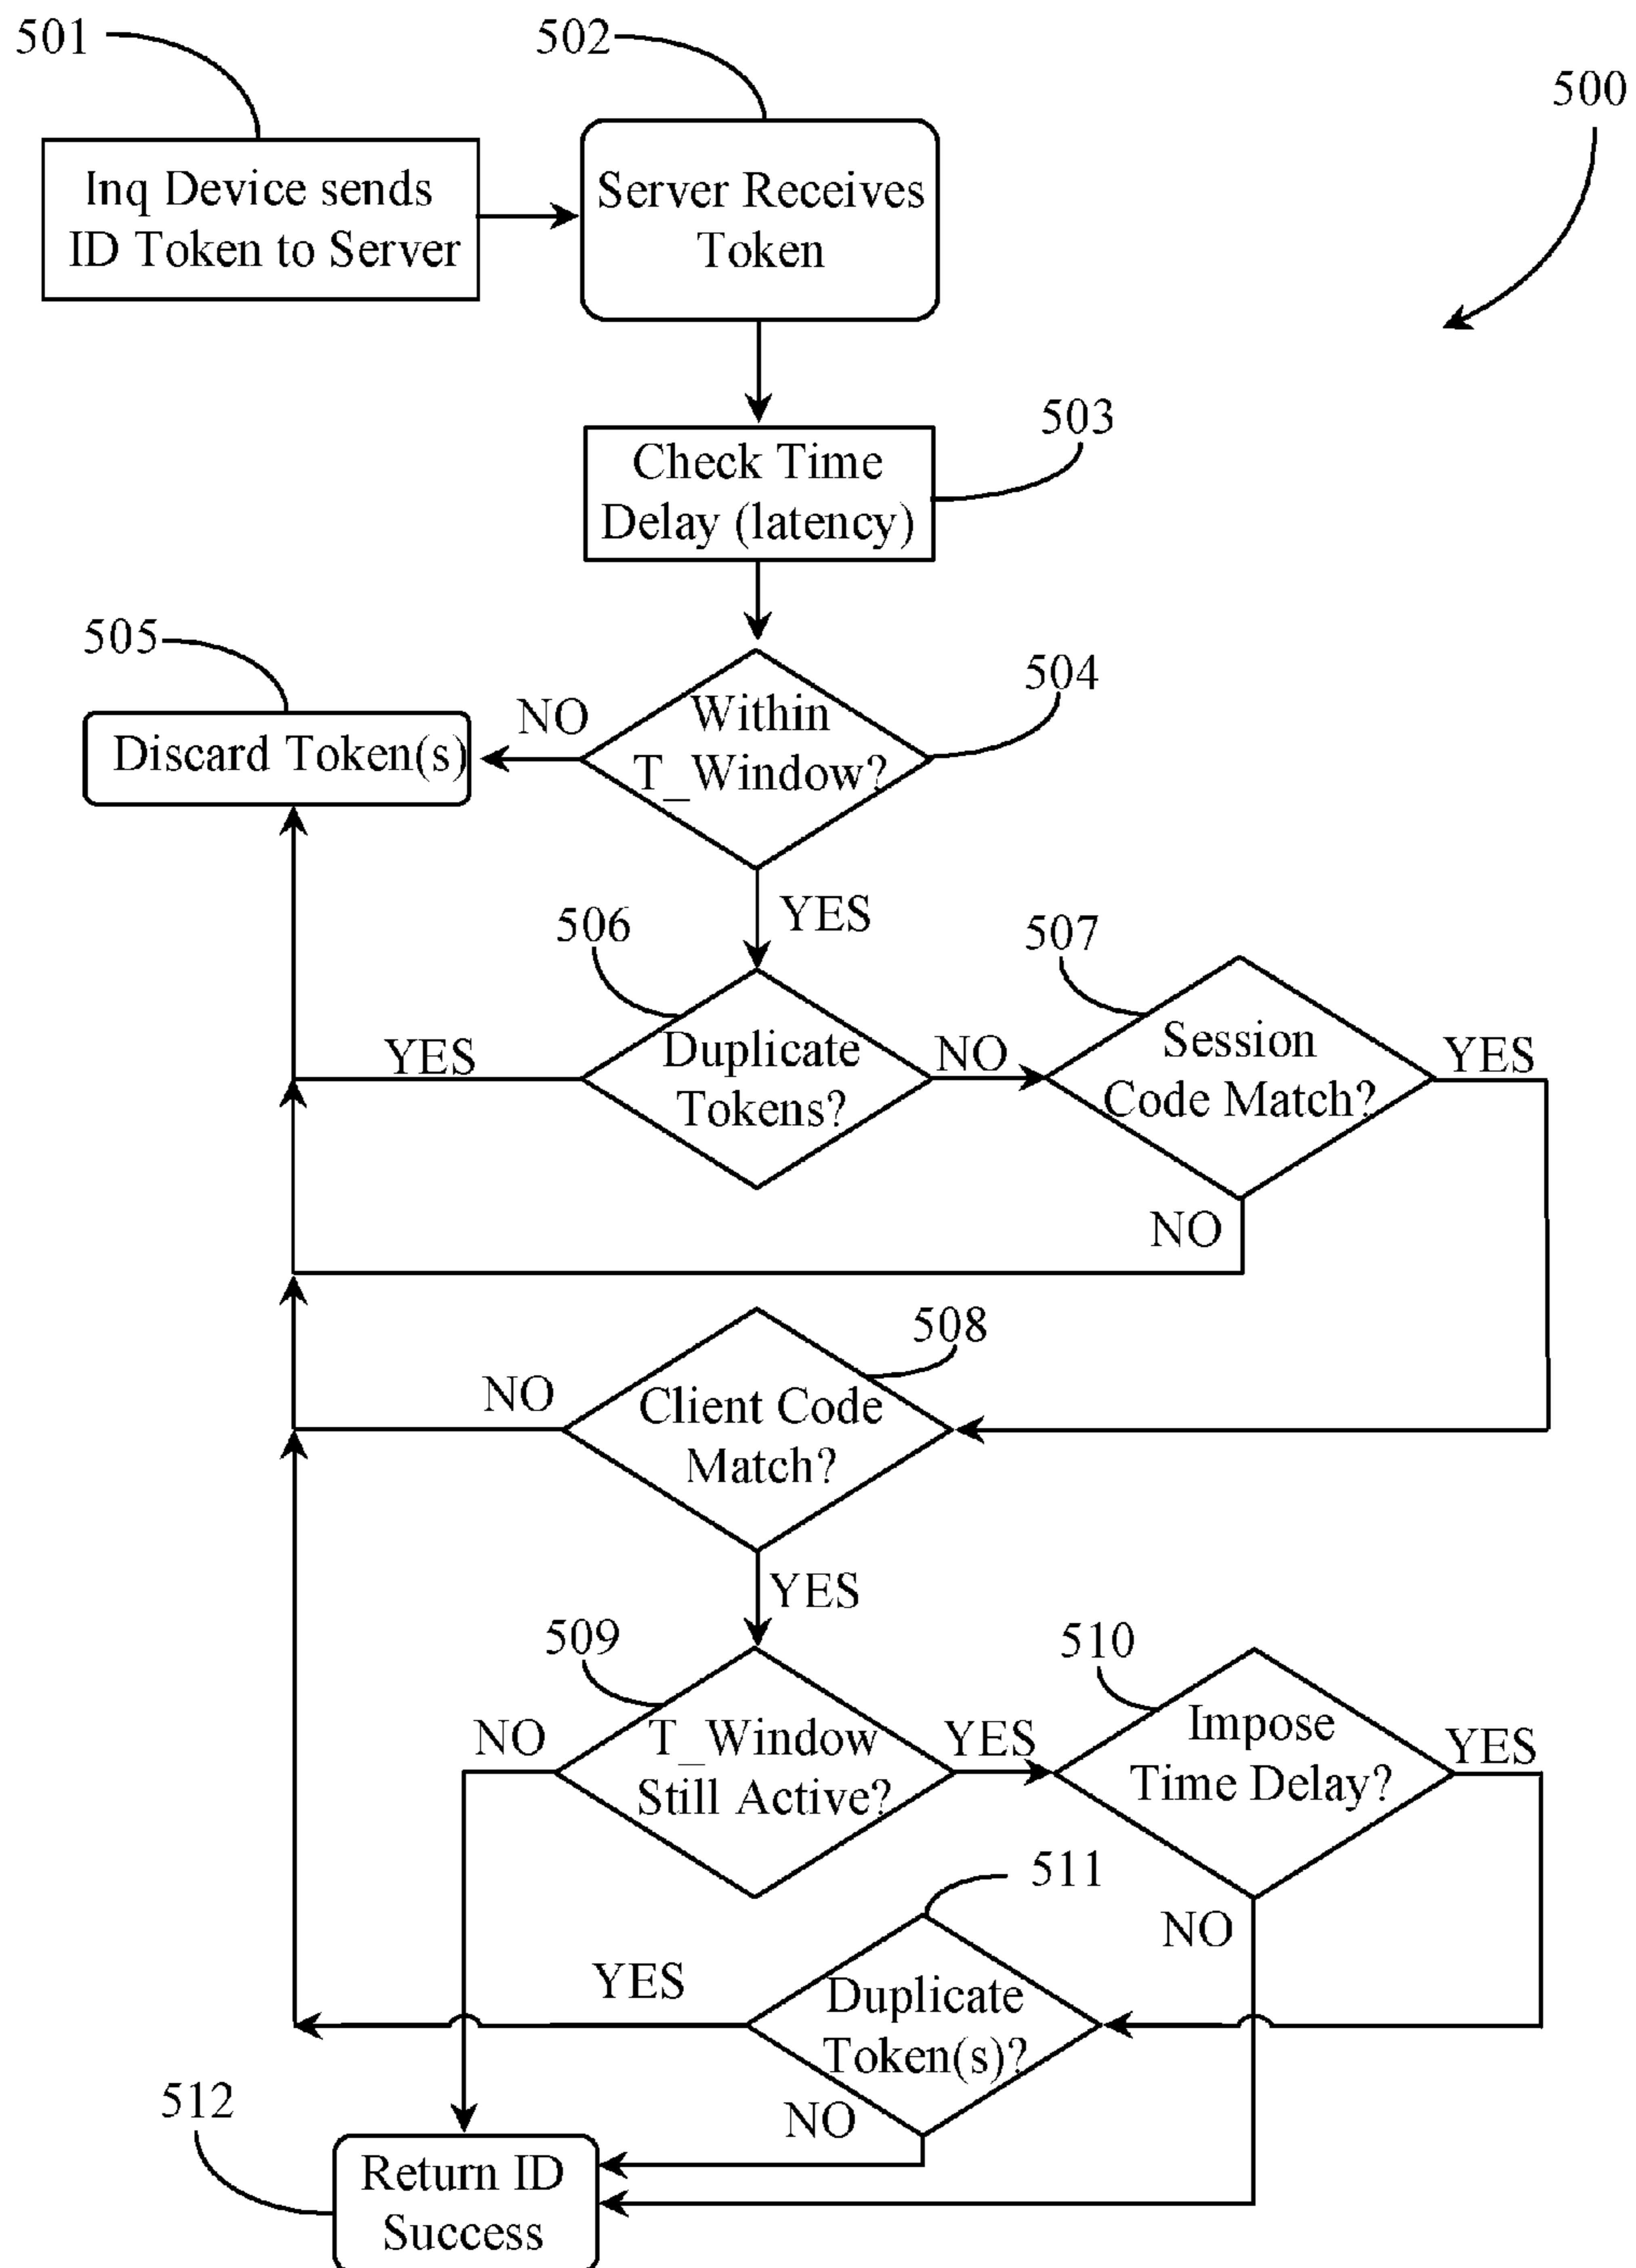 501
502
500
Inq Device sends
ID Token to Server
Server Receives
Token
503
Check Time
Delay (latency)
505
504
NO
Within
T_Window?
Discard Token(s)
YES
506
507
YES
Duplicate
Tokens?
NO
Session
Code Match?
YES
NO
508
NO
Client Code
Match?
YES
509
510
NO
T_Window
Still Active?
YES
Impose
Time Delay?
YES
511
NO
YES
Duplicate
Token(s)?
NO
512
Return ID
Success